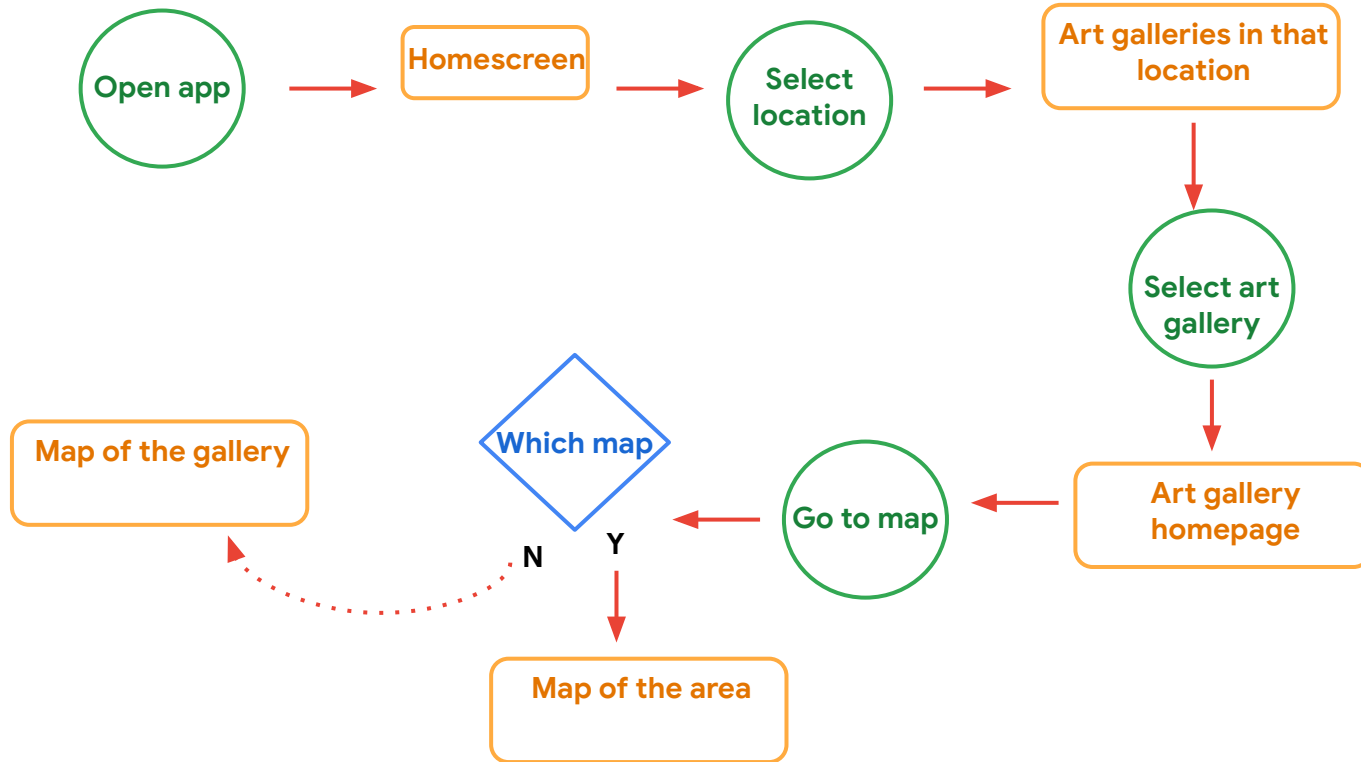 Open app
Homescreen
Select
location
Art galleries in that
location
Select art
gallery
Art gallery
homepage
Go to map
Which map
Y
N
Map of the gallery
Map of the area